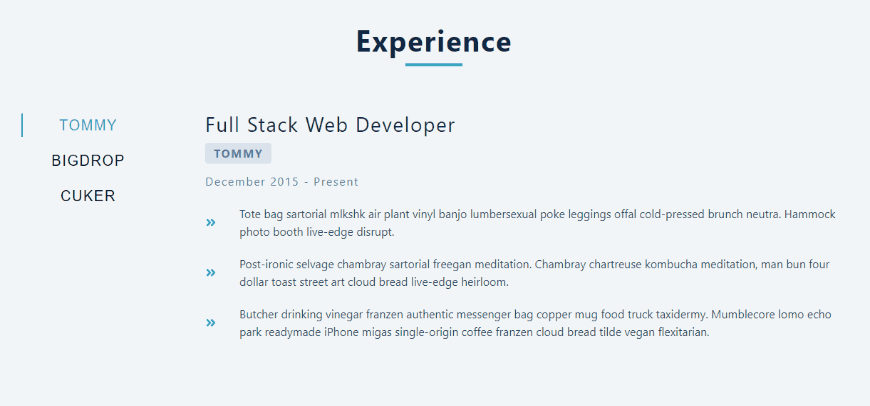 Experience
TOMMY
BIGDROP
CUKER
Full Stack Web Developer
TOMMY
December 2015 - Present
Tote bag sartorial mlkshk air plant vinyl banjo lumbersexual poke leggings offal cold-pressed brunch neutra. Hammock
photo booth live-edge disrupt.
Post-ironic selvage chambray sartorial freegan meditation. Chambray chartreuse kombucha meditation, man bun four
dollar toast street art cloud bread live-edge heirloom.
Butcher drinking vinegar franzen authentic messenger bag copper mug food truck taxidermy. Mumblecore lomo echo
park readymade iPhone migas single-origin coffee franzen cloud bread tilde vegan flexitarian.